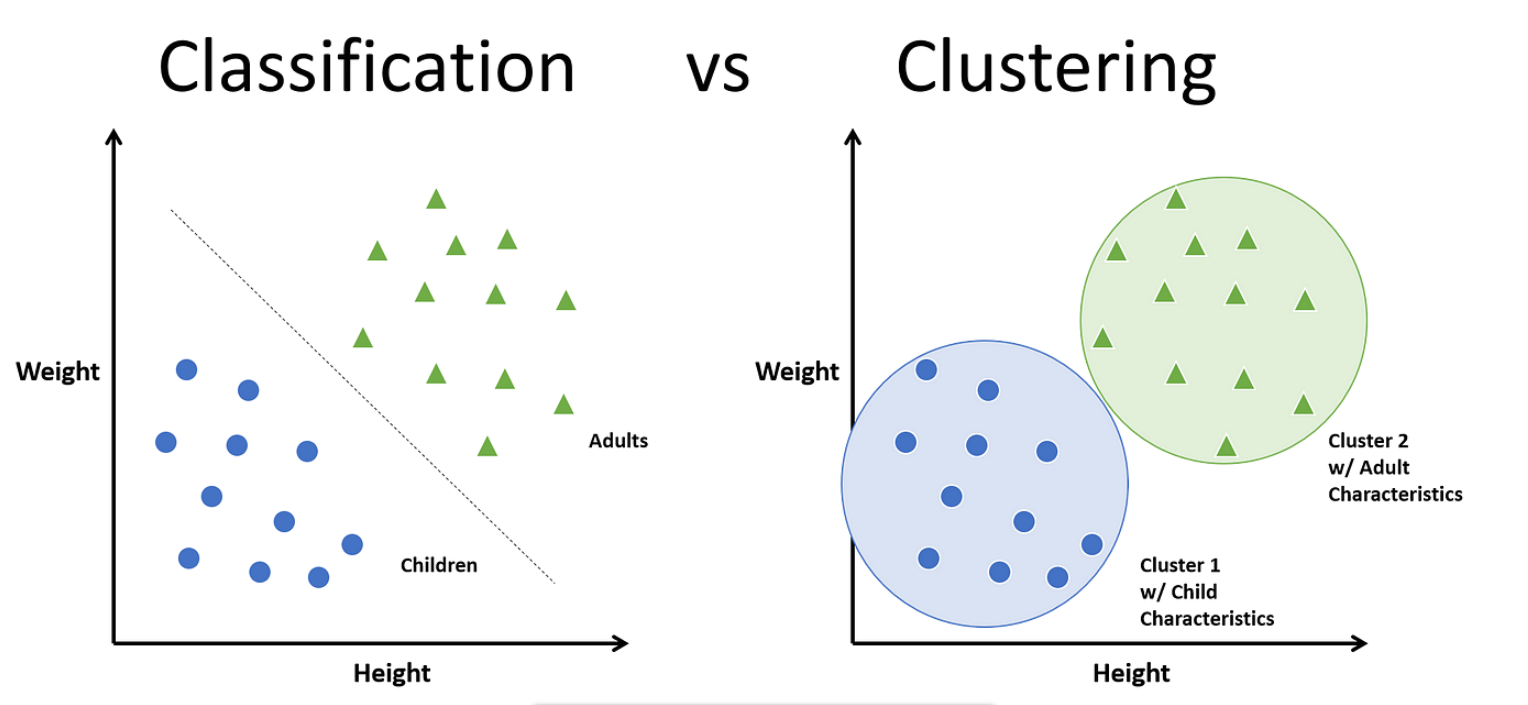 Classification vs Clustering
Weight
Adults
Children
Height
Weight
Cluster 2
w/ Adult
Characteristics
Cluster 1
w/ Child
Characteristics
Height